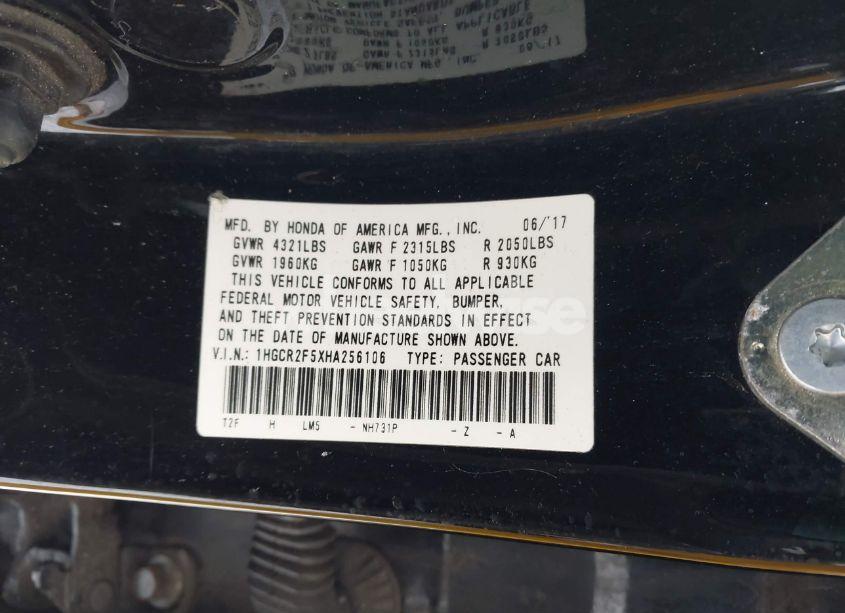 MFD. BY HONDA OF AMERICA MFG., INC. 06/'17
GVWR 4321LBS GAWR F 2315LBS R 2050LBS
GVWR 1960KG GAWR F 1050KG R 930KG
THIS VEHICLE CONFORMS TO ALL APPLICABLE
FEDERAL MOTOR VEHICLE SAFETY, BUMPER,
AND THEFT PREVENTION STANDARDS IN EFFECT
ON THE DATE OF MANUFACTURE SHOWN ABOVE.
V.I.N.: 1HGCR2F5XHA256106 TYPE: PASSENGER CAR
T2F H LM5 - NH731P - Z - A